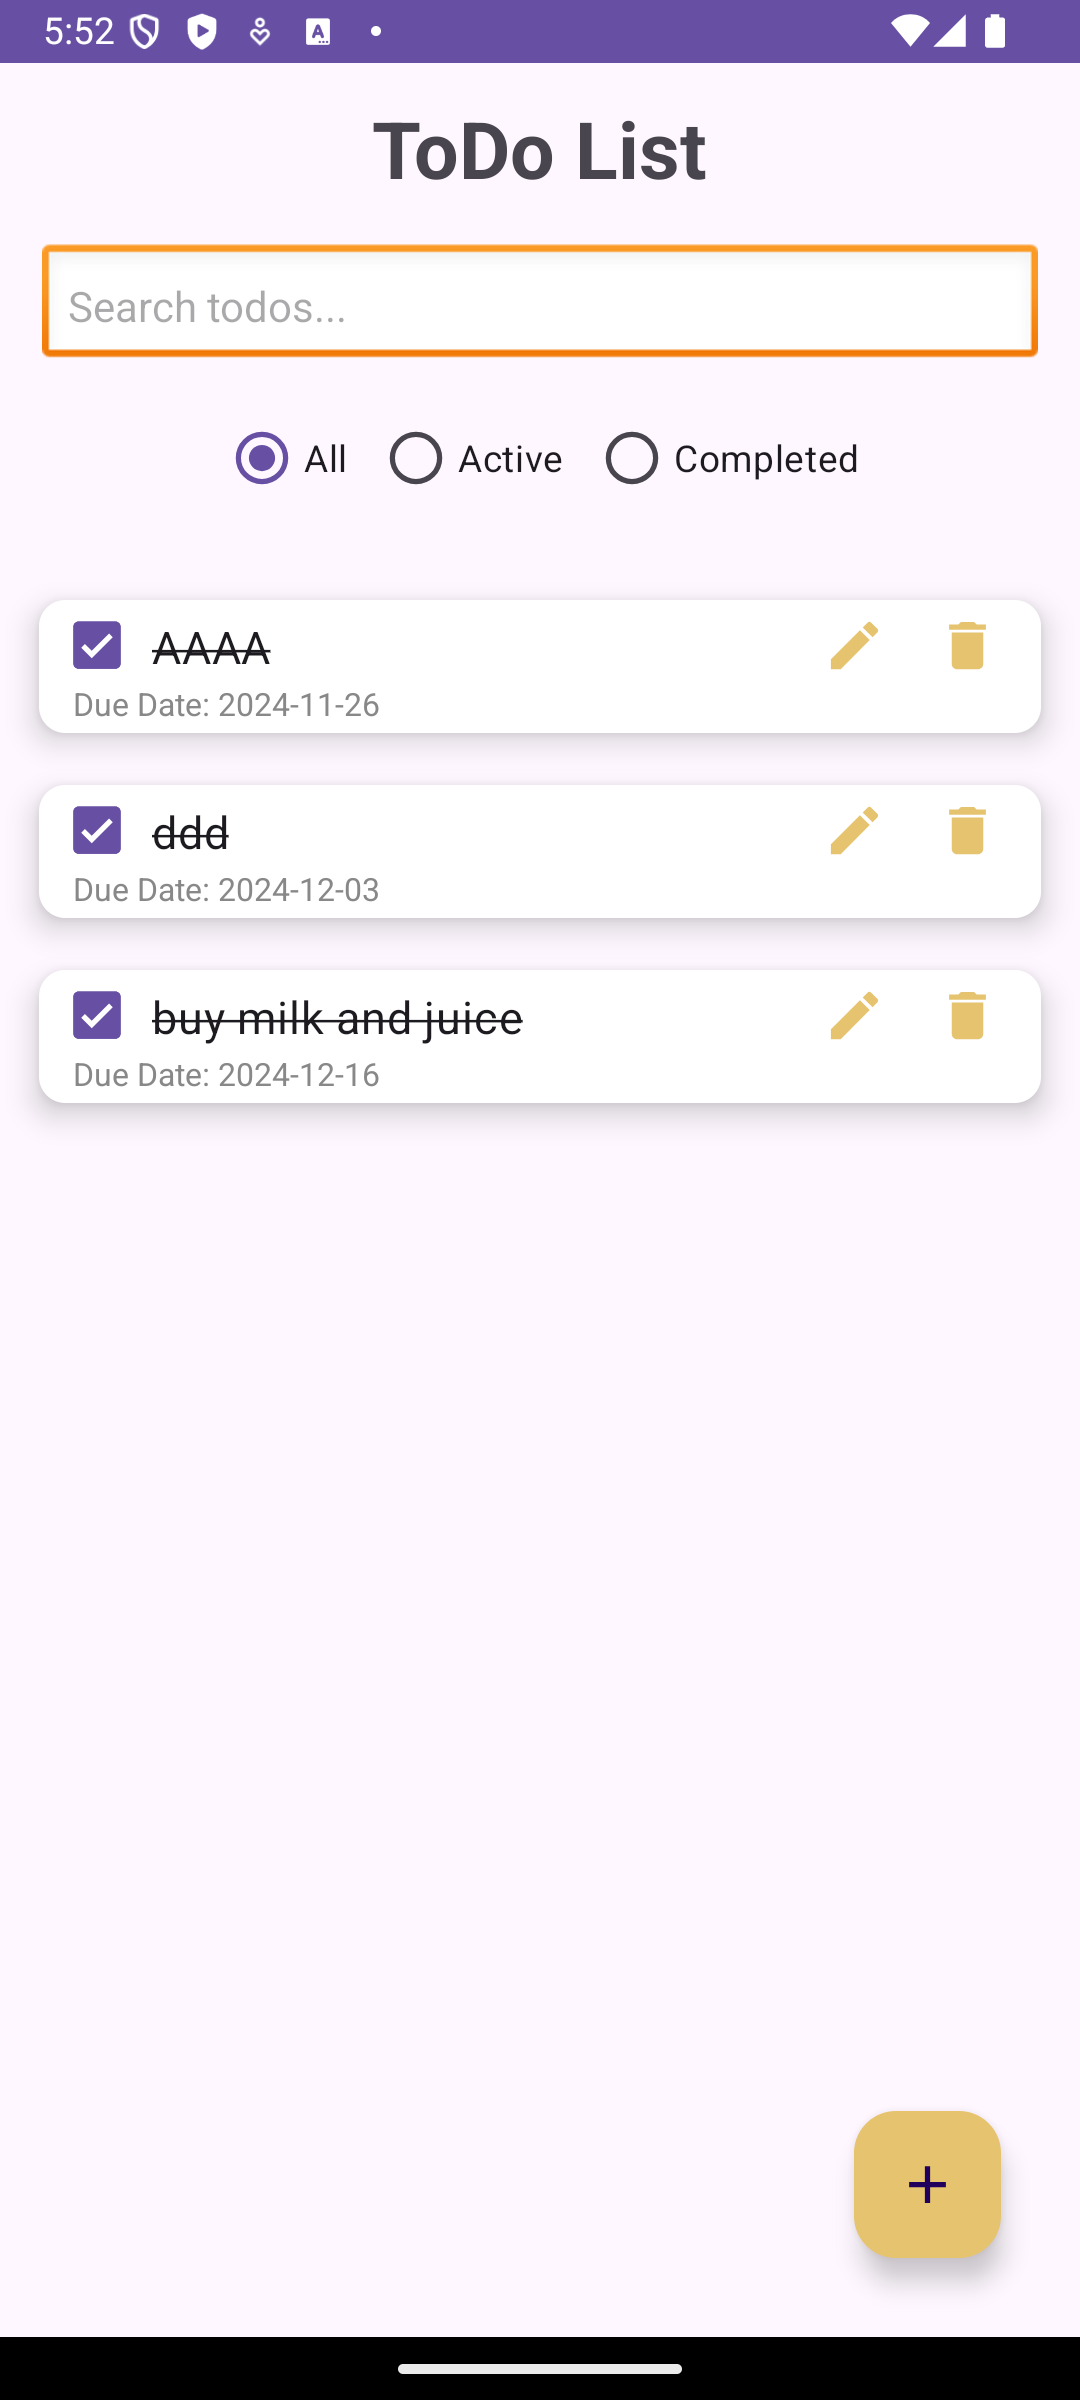 5:52
ToDo List
Search todos...
All Active Completed
AAAA
Due Date: 2024-11-26
ddd
Due Date: 2024-12-03
buy milk and juice
Due Date: 2024-12-16